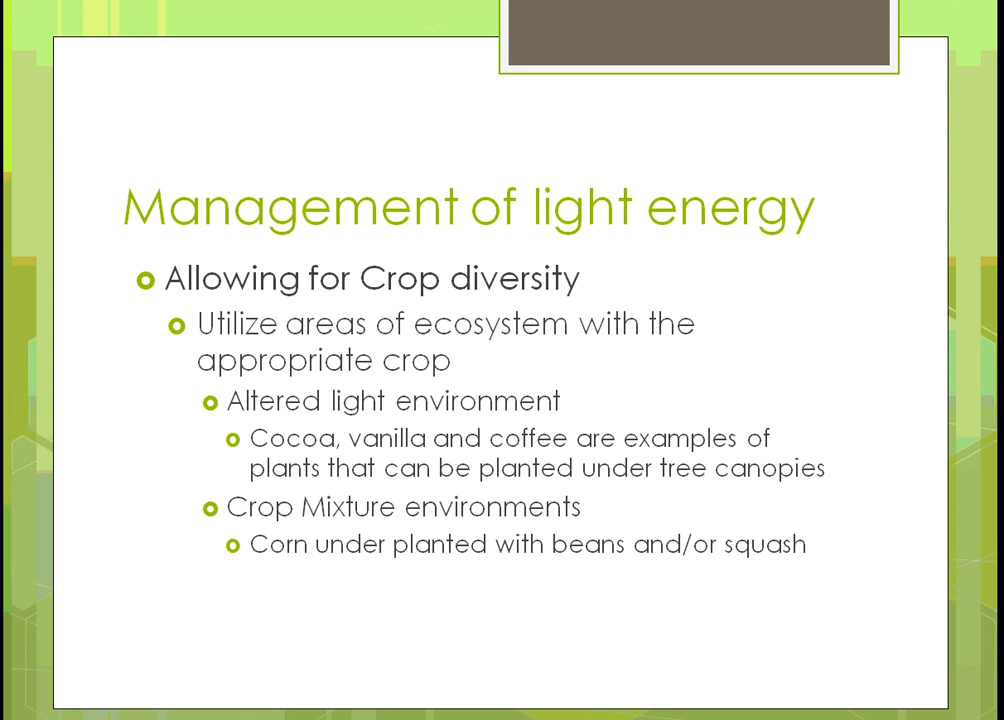 Management of light energy
Allowing for Crop diversity
Utilize areas of ecosystem with the
appropriate crop
Altered light environment
Cocoa, vanilla and coffee are examples of
plants that can be planted under tree canopies
Crop Mixture environments
Corn under planted with beans and/or squash